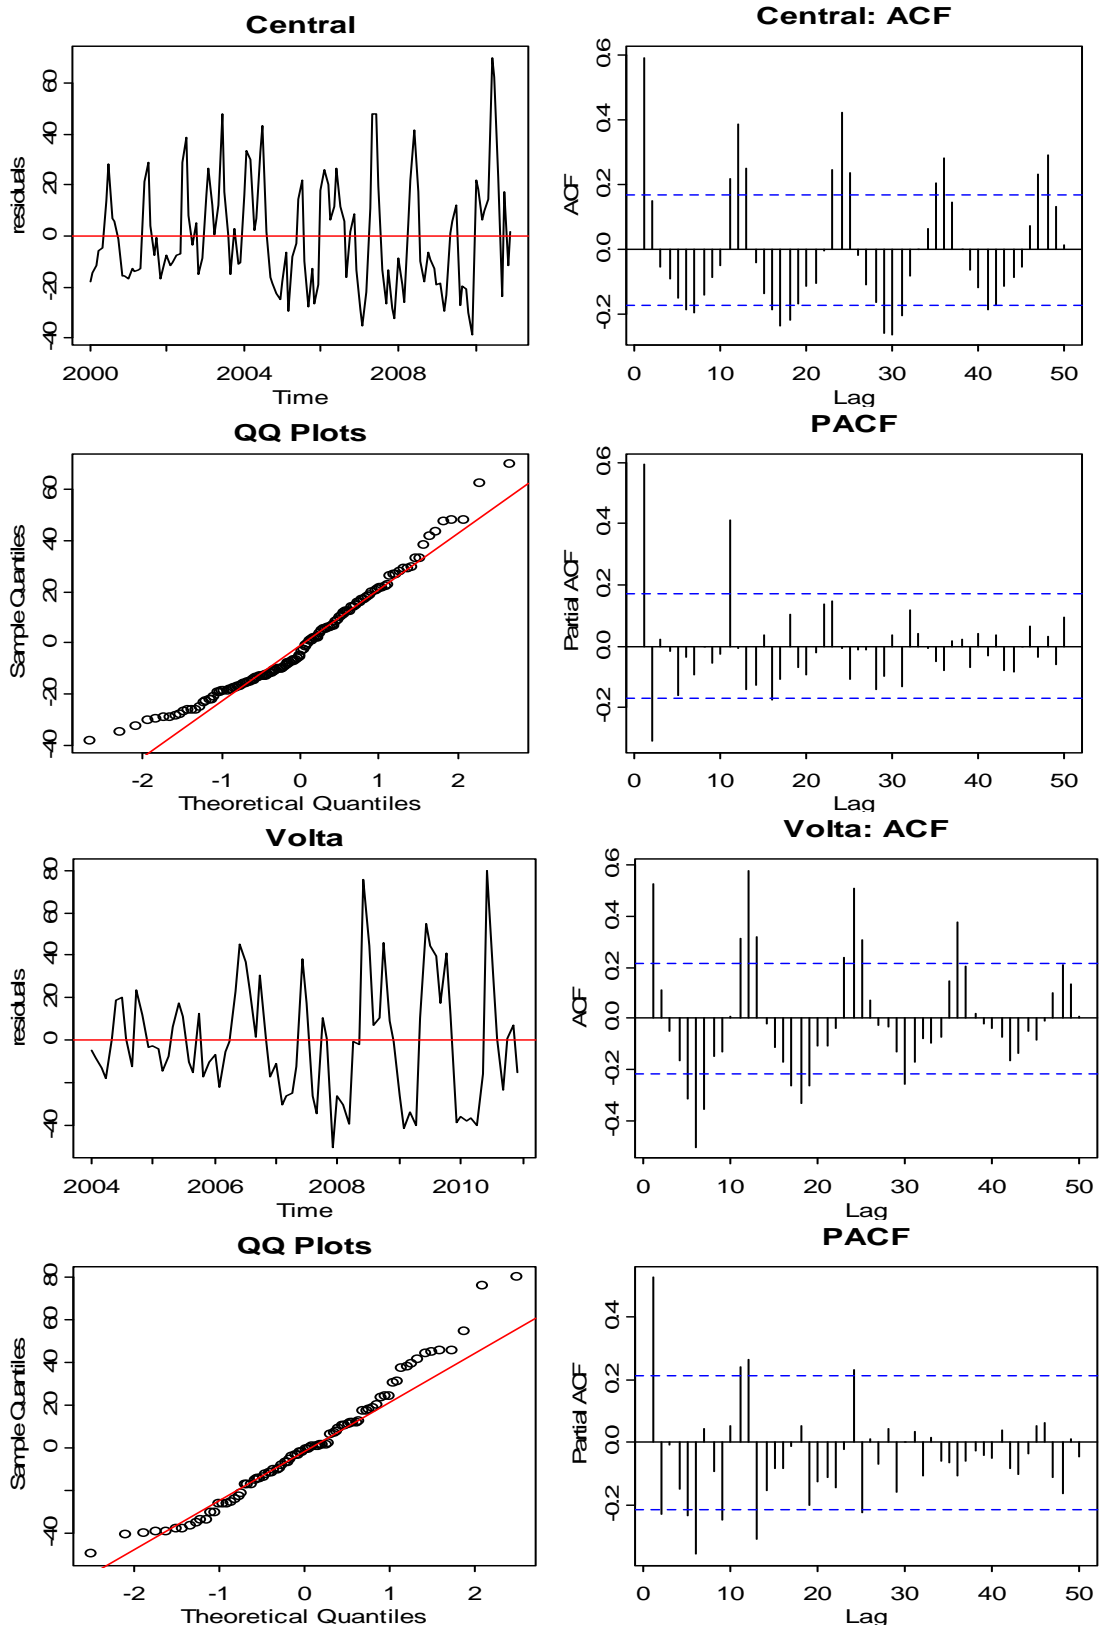 Central
residuals
-40 -20 0 20 40 60
2000 2004 2008
Time
Central: ACF
ACF
-0.2 0.0 0.2 0.4 0.6
0 10 20 30 40 50
Lag
QQ Plots
Sample Quantiles
-40 -20 0 20 40 60
-2 -1 0 1 2
Theoretical Quantiles
PACF
Partial ACF
-0.2 0.0 0.2 0.4 0.6
0 10 20 30 40 50
Lag
Volta
residuals
-40 0 20 40 60 80
2004 2006 2008 2010
Time
Volta: ACF
ACF
-0.4 -0.2 0.0 0.2 0.4 0.6
0 10 20 30 40 50
Lag
QQ Plots
Sample Quantiles
-40 0 20 40 60 80
-2 -1 0 1 2
Theoretical Quantiles
PACF
Partial ACF
-0.2 0.0 0.2 0.4
0 10 20 30 40 50
Lag